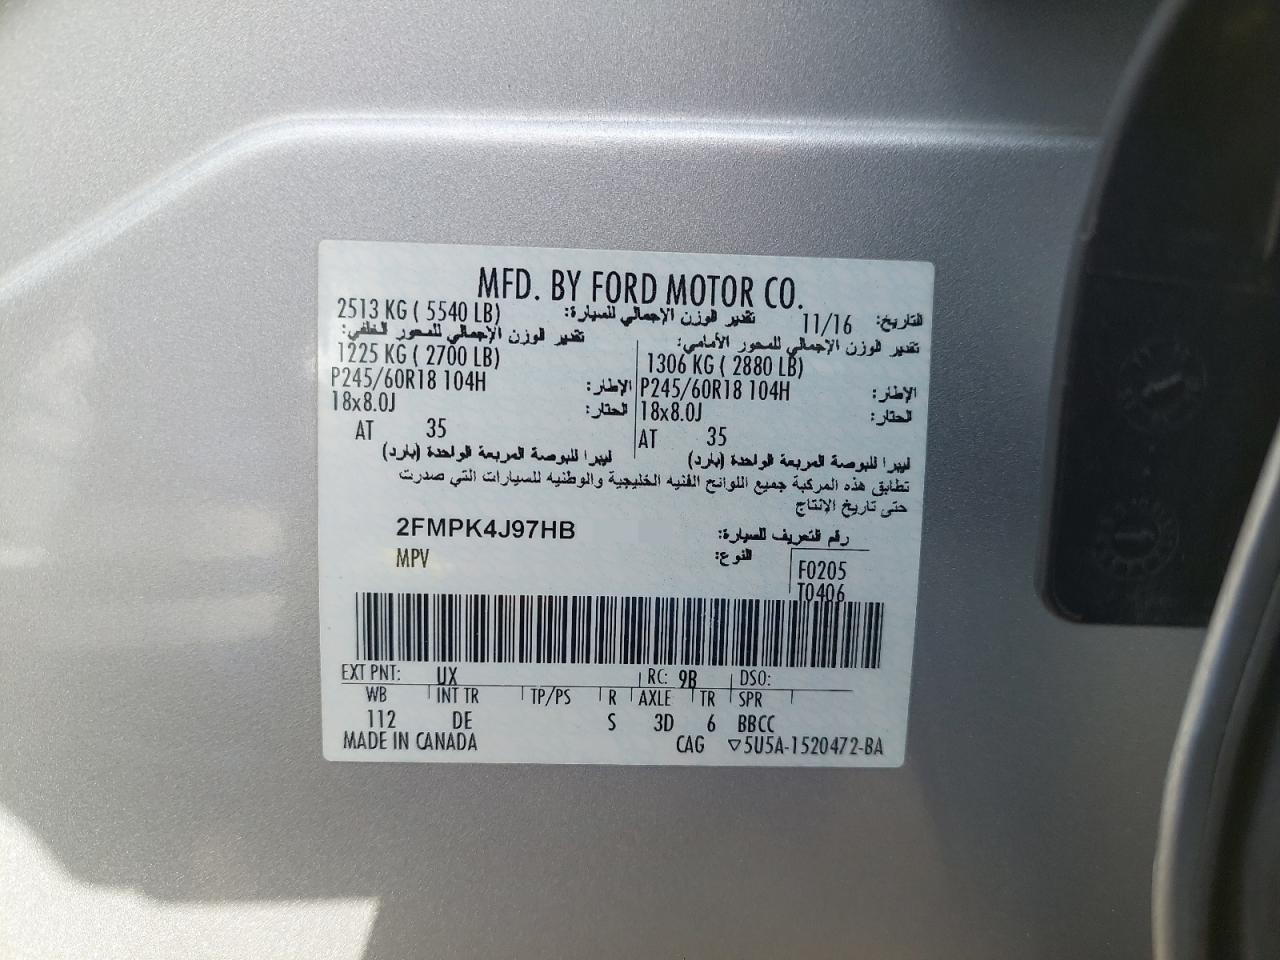 MFD. BY FORD MOTOR CO.
التاريخ: 11/16 تقدير الوزن الإجمالي للسيارة: 2513 KG ( 5540 LB)
تقدير الوزن الإجمالي للمحور الأمامي: تقدير الوزن الإجمالي للمحور الخلفي:
1306 KG ( 2880 LB) 1225 KG ( 2700 LB)
الإطار: P245/60R18 104H الإطار: P245/60R18 104H
الحتار: 18x8.0J الحتار: 18x8.0J
AT 35 AT 35
ليبرا للبوصة المربعة الواحدة (بارد) ليبرا للبوصة المربعة الواحدة (بارد)
تطابق هذه المركبة جميع اللوائح الفنيه الخليجية والوطنيه للسيارات التي صدرت
حتى تاريخ الإنتاج
رقم التعريف للسيارة: 2FMPK4J97HB
النوع: MPV
F0205
T0406
EXT PNT: UX RC: 9B DSO:
WB INT TR TP/PS R AXLE TR SPR
112 DE S 3D 6 BBCC
MADE IN CANADA CAG ▽5U5A-1520472-BA